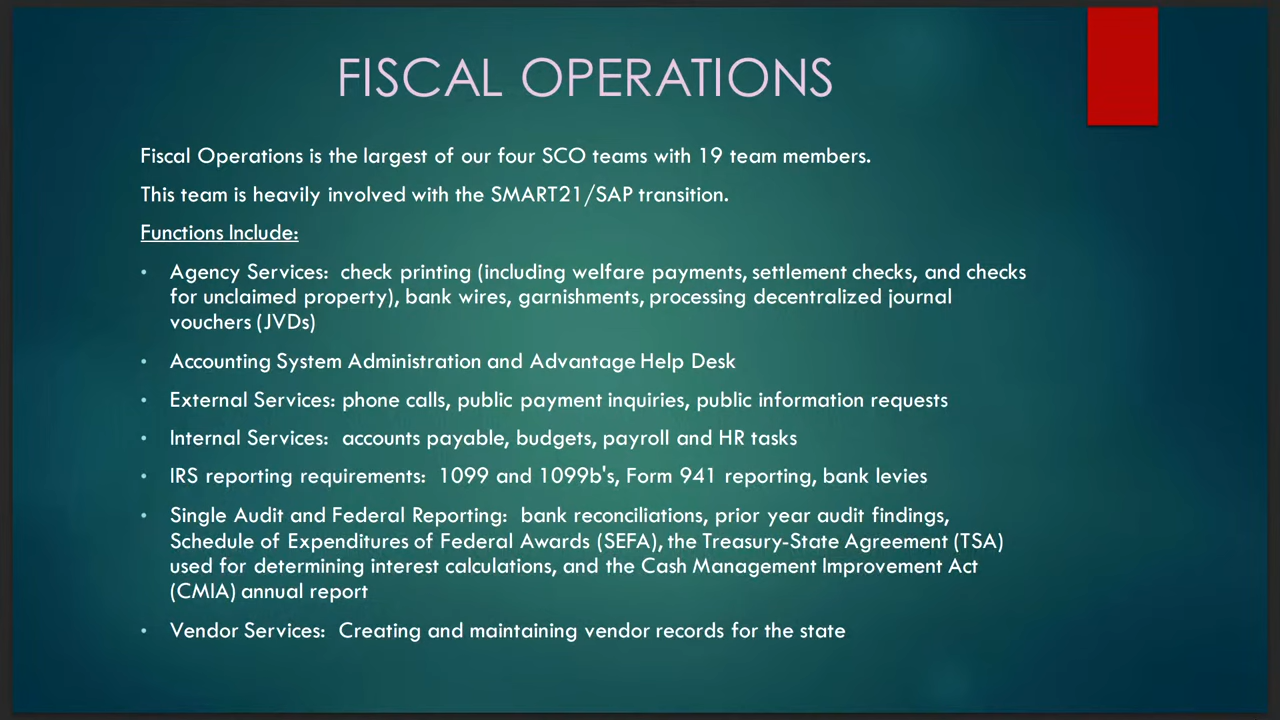 FISCAL OPERATIONS
Fiscal Operations is the largest of our four SCO teams with 19 team members.
This team is heavily involved with the SMART21/SAP transition.
Functions Include:
• Agency Services:  check printing (including welfare payments, settlement checks, and checks
for unclaimed property), bank wires, garnishments, processing decentralized journal
vouchers (JVDs)
• Accounting System Administration and Advantage Help Desk
• External Services: phone calls, public payment inquiries, public information requests
• Internal Services:  accounts payable, budgets, payroll and HR tasks
• IRS reporting requirements:  1099 and 1099b's, Form 941 reporting, bank levies
• Single Audit and Federal Reporting:  bank reconciliations, prior year audit findings,
Schedule of Expenditures of Federal Awards (SEFA), the Treasury-State Agreement (TSA)
used for determining interest calculations, and the Cash Management Improvement Act
(CMIA) annual report
• Vendor Services:  Creating and maintaining vendor records for the state